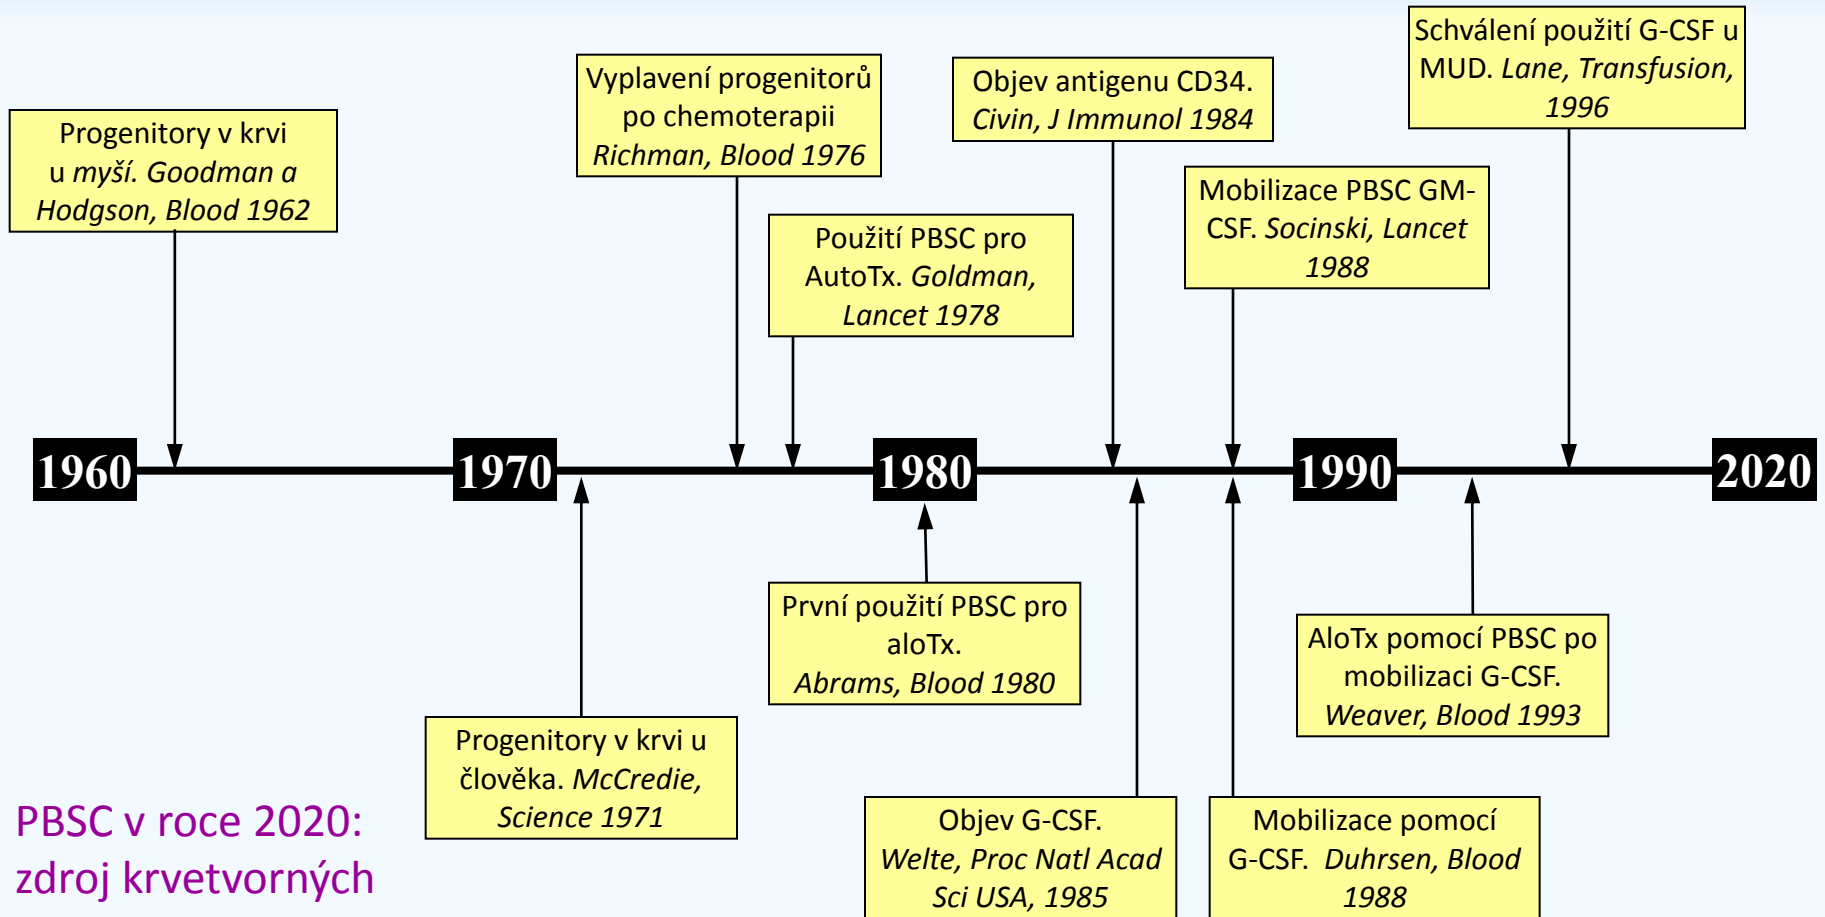 Progenitory v krvi
u myší. Goodman a
Hodgson, Blood 1962
Vyplavení progenitorů
po chemoterapii
Richman, Blood 1976
Použití PBSC pro
AutoTx. Goldman,
Lancet 1978
Objev antigenu CD34.
Civin, J Immunol 1984
Mobilizace PBSC GM-
CSF. Socinski, Lancet
1988
Schválení použití G-CSF u
MUD. Lane, Transfusion,
1996
1960
1970
1980
1990
2020
Progenitory v krvi u
člověka. McCredie,
Science 1971
První použití PBSC pro
aloTx.
Abrams, Blood 1980
Objev G-CSF.
Welte, Proc Natl Acad
Sci USA, 1985
Mobilizace pomocí
G-CSF. Duhrsen, Blood
1988
AloTx pomocí PBSC po
mobilizaci G-CSF.
Weaver, Blood 1993
PBSC v roce 2020:
zdroj krvetvorných